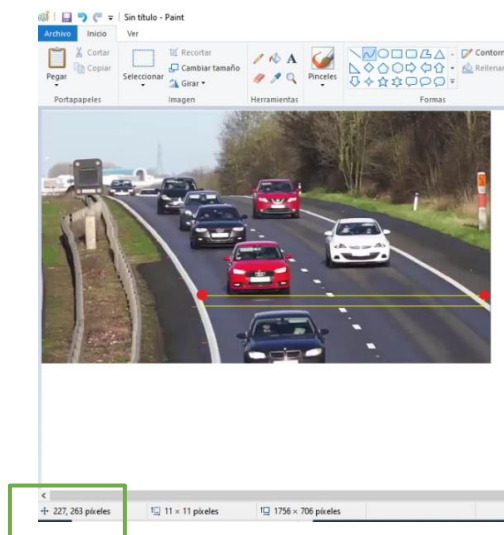 Sin título - Paint
Archivo Inicio Ver
Pegar
Cortar
Copiar
Portapapeles
Seleccionar
Recortar
Cambiar tamaño
Girar
Imagen
A
Herramientas
Pinceles
Formas
Contorn
Rellenar
227, 263 píxeles
11 × 11 píxeles
1756 × 706 píxeles